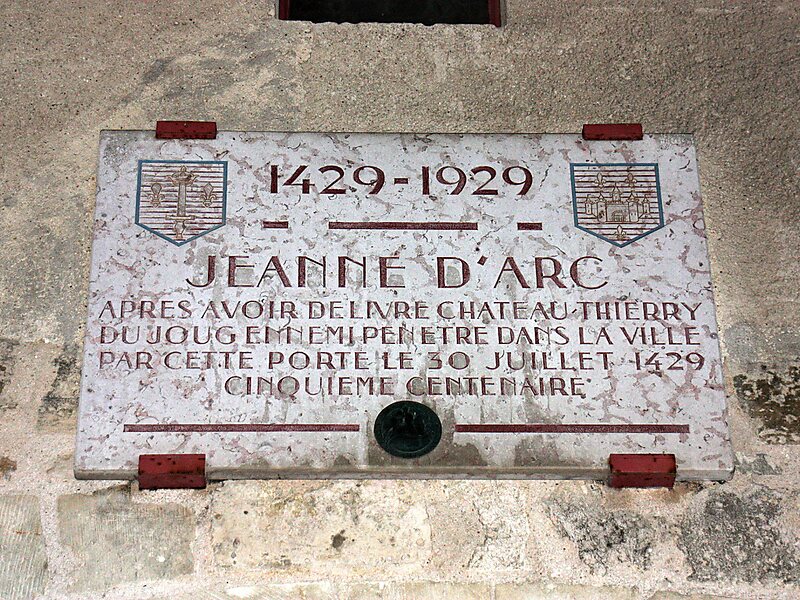 1429-1929
JEANNE D'ARC
APRES AVOIR DELIVRE CHATEAU-THIERRY
DU JOUG ENNEMI PENETRE DANS LA VILLE
PAR CETTE PORTE LE 30 JUILLET 1429
CINQUIEME CENTENAIRE